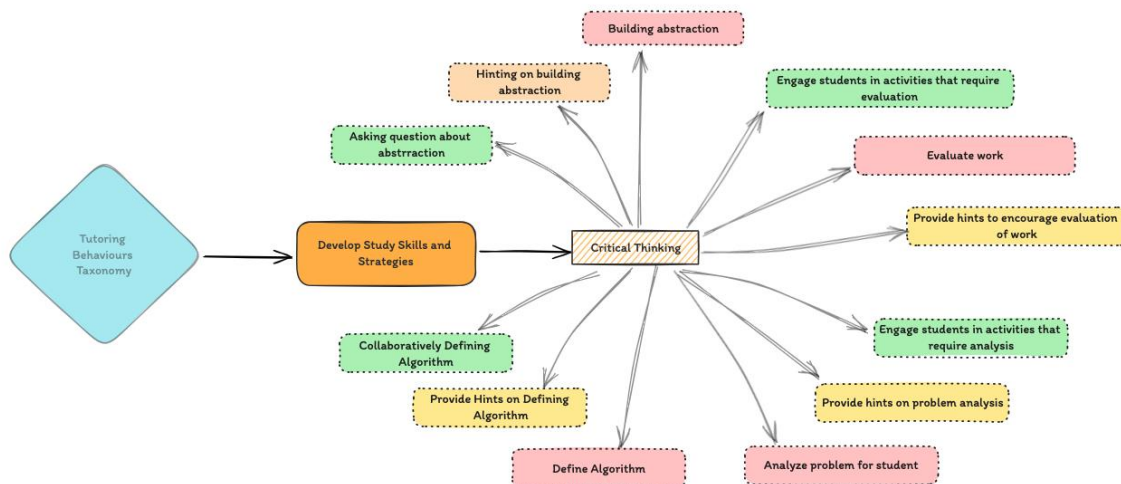 Building abstraction
Hinting on building
abstraction
Engage students in activities that require
evaluation
Asking question about
abstrraction
Evaluate work
Provide hints to encourage evaluation
of work
Tutoring
Behaviours
Taxonomy
Develop Study Skills and
Strategies
Critical Thinking
Collaboratively Defining
Algorithm
Engage students in activities that
require analysis
Provide Hints on Defining
Algorithm
Provide hints on problem analysis
Define Algorithm
Analyze problem for student